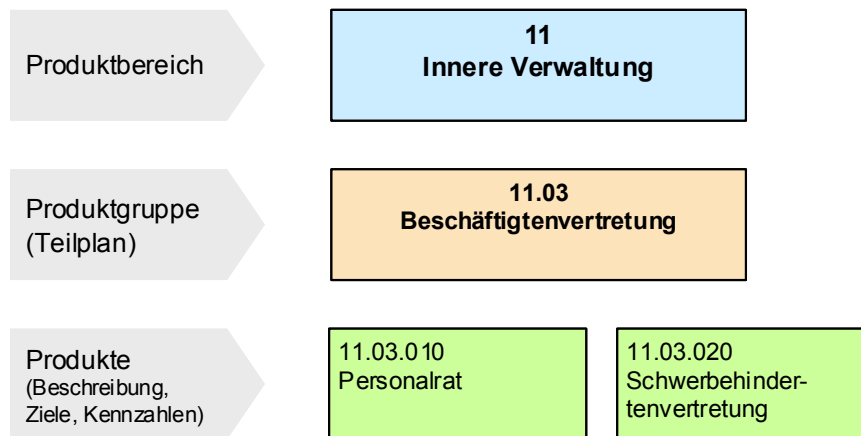 Produktbereich
11
Innere Verwaltung
Produktgruppe
(Teilplan)
11.03
Beschäftigtenvertretung
Produkte
(Beschreibung,
Ziele, Kennzahlen)
11.03.010
Personalrat
11.03.020
Schwerbehinder-
tenvertretung